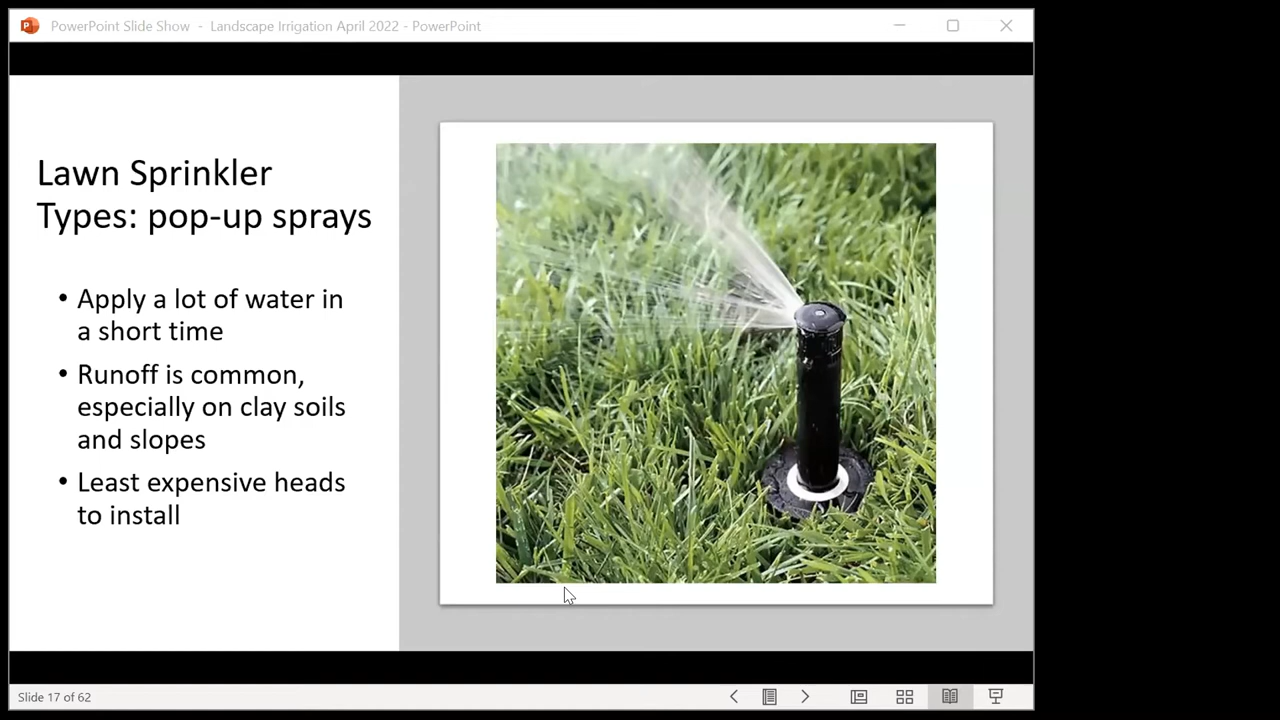 PowerPoint Slide Show - Landscape Irrigation April 2022 - PowerPoint
Lawn Sprinkler
Types: pop-up sprays
• Apply a lot of water in
a short time
• Runoff is common,
especially on clay soils
and slopes
• Least expensive heads
to install
Slide 17 of 62